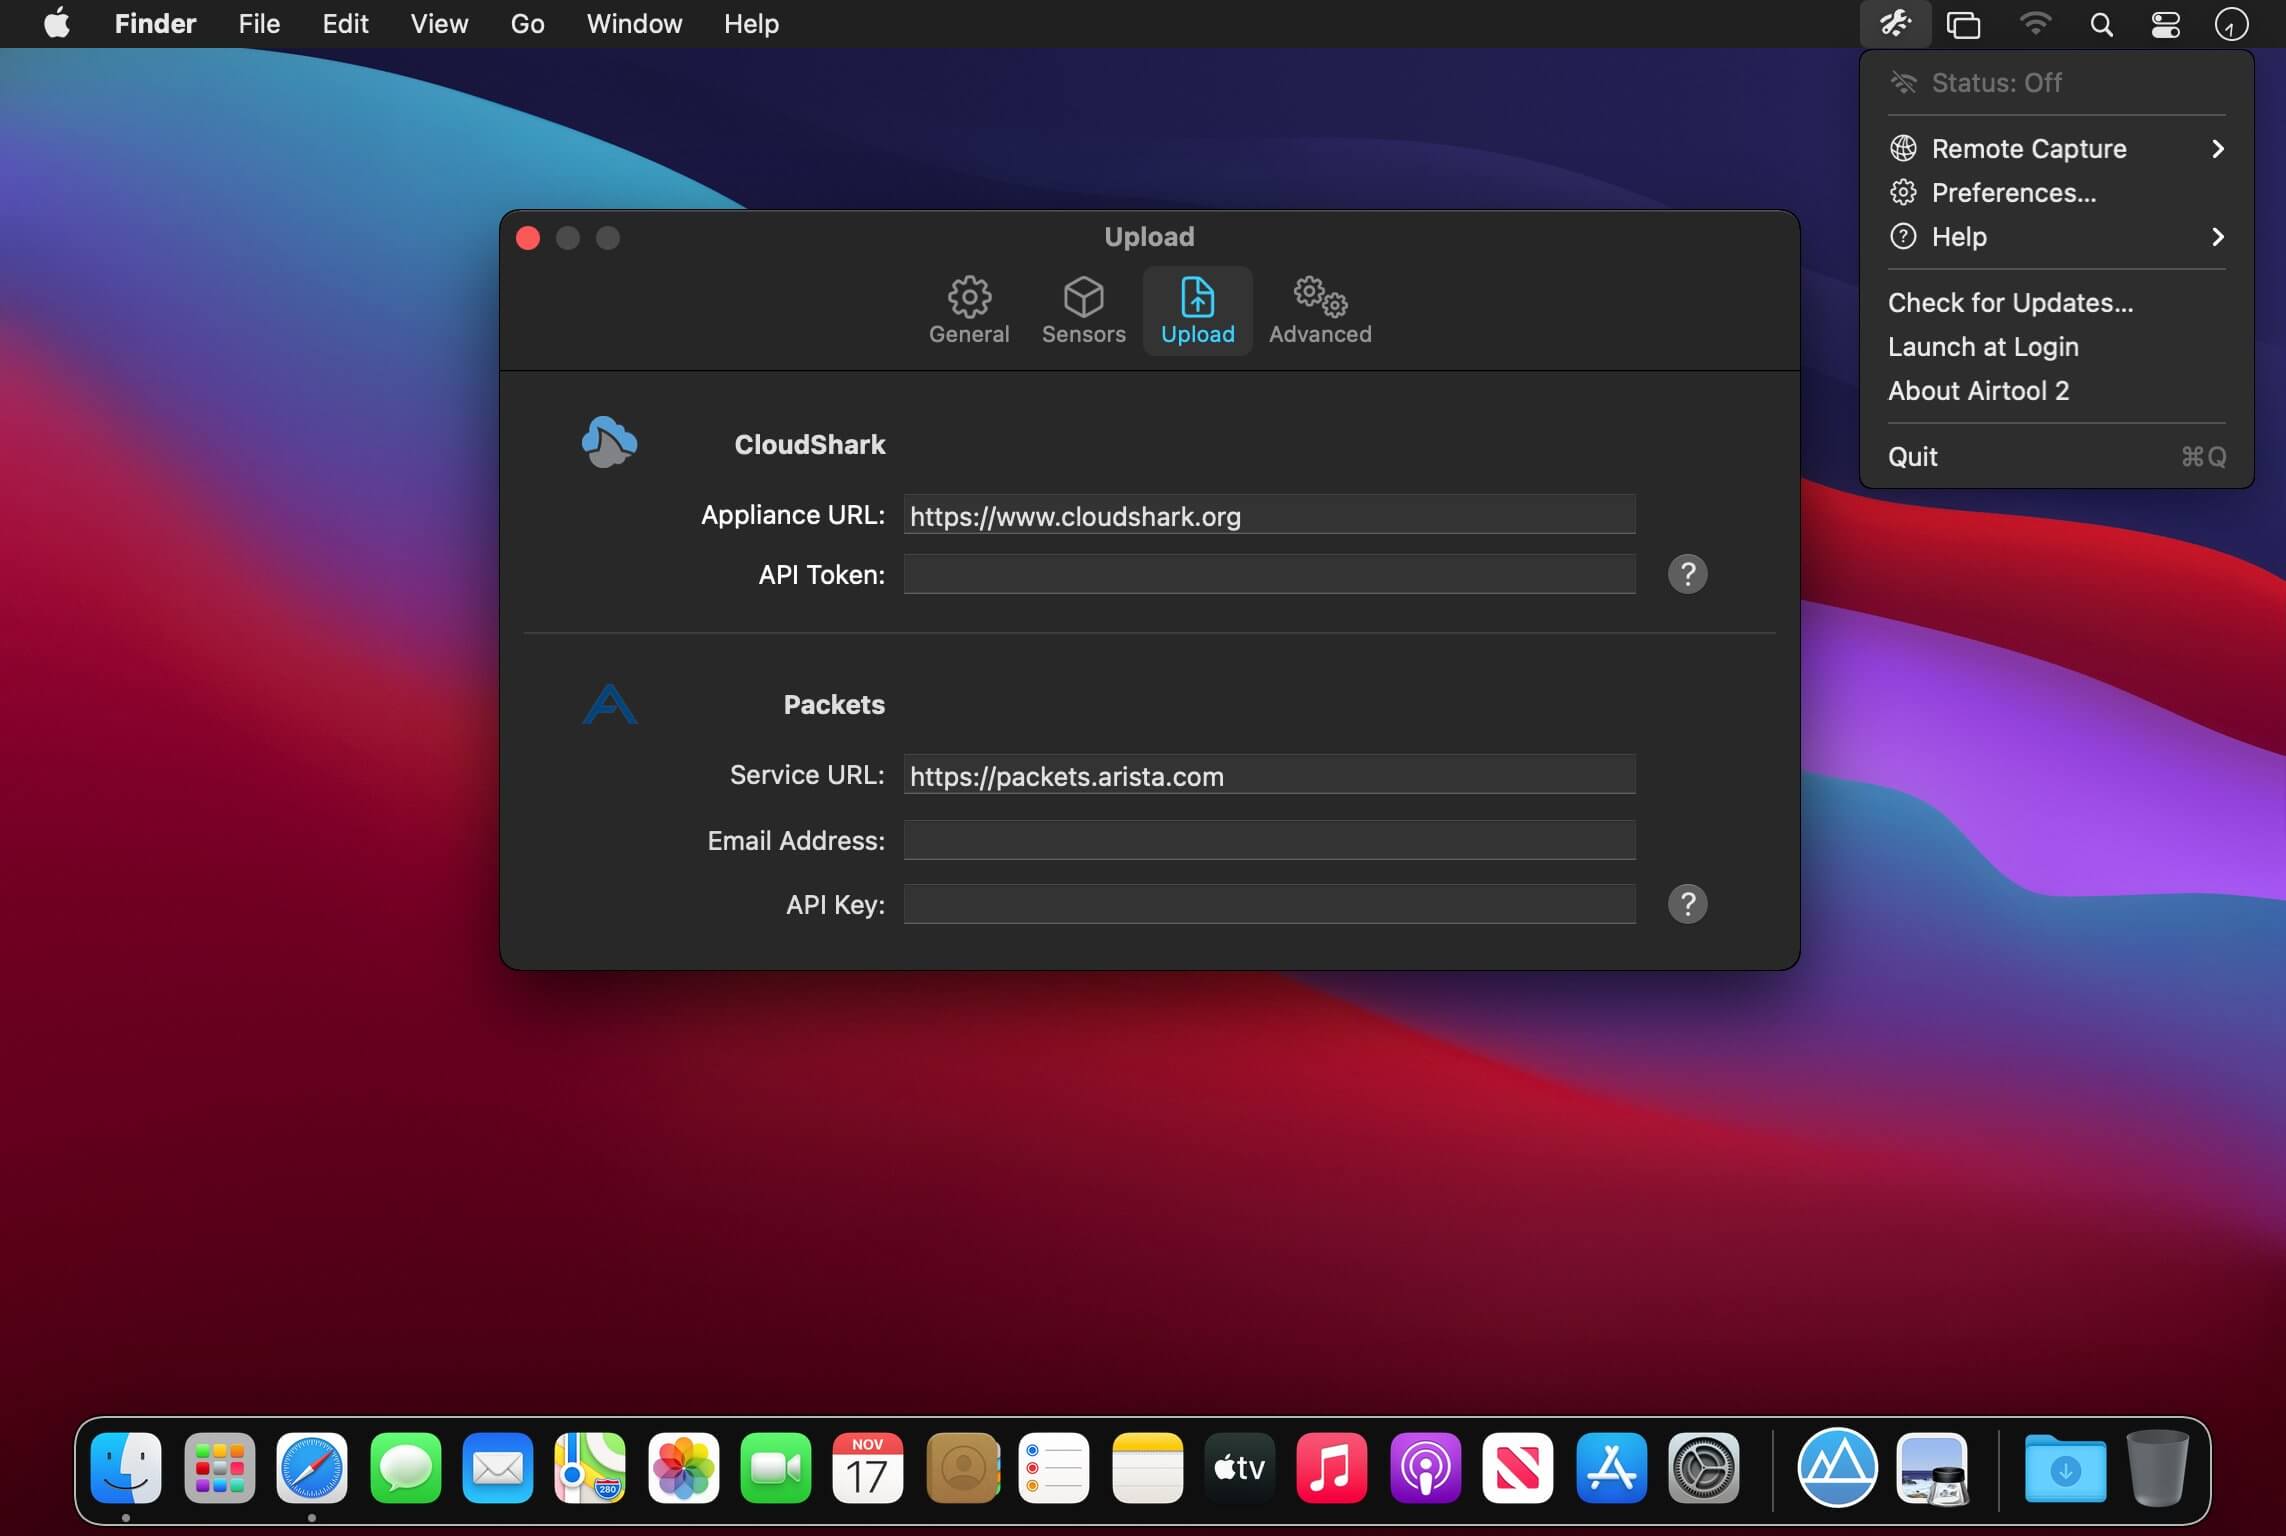 Finder File Edit View Go Window Help
Status: Off
Remote Capture
Preferences...
Help
Check for Updates...
Launch at Login
About Airtool 2
Quit ⌘Q
Upload
General Sensors Upload Advanced
CloudShark
Appliance URL: https://www.cloudshark.org
API Token: ?
Packets
Service URL: https://packets.arista.com
Email Address:
API Key: ?
NOV
17
280
tv